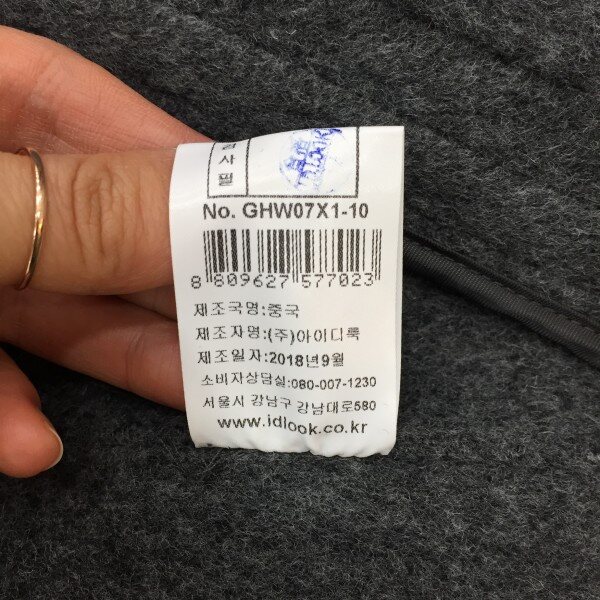 검사필
No. GHW07X1-10
8 809627 577023
제조국명:중국
제조자명:(주)아이디룩
제조일자:2018년9월
소비자상담실:080-007-1230
서울시 강남구 강남대로580
www.idlook.co.kr